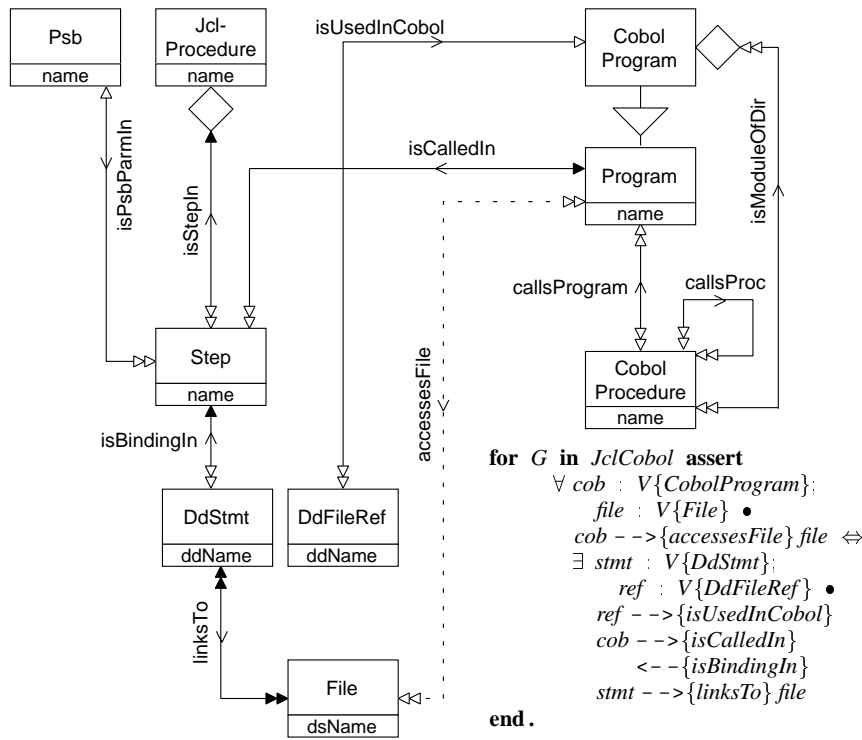 Psb
name
Jcl-
Procedure
name
isUsedInCobol
Cobol
Program
isPsbParmIn
isStepIn
isCalledIn
Program
name
isModuleOfDir
callsProgram
callsProc
Step
name
accessesFile
Cobol
Procedure
name
isBindingIn
DdStmt
ddName
DdFileRef
ddName
linksTo
File
dsName
for G in JclCobol assert
∀ cob : V{CobolProgram};
file : V{File} •
cob -->{accessesFile} file ⇔
∃ stmt : V{DdStmt};
ref : V{DdFileRef} •
ref -->{isUsedInCobol}
cob -->{isCalledIn}
<--{isBindingIn}
stmt -->{linksTo} file
end .